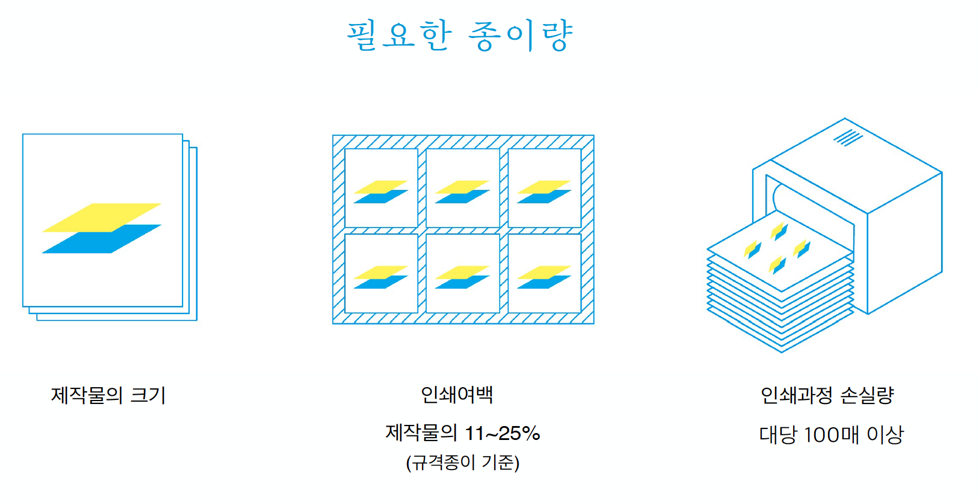 필요한 종이량
제작물의 크기
인쇄여백
제작물의 11~25%
(규격종이 기준)
인쇄과정 손실량
대당 100매 이상